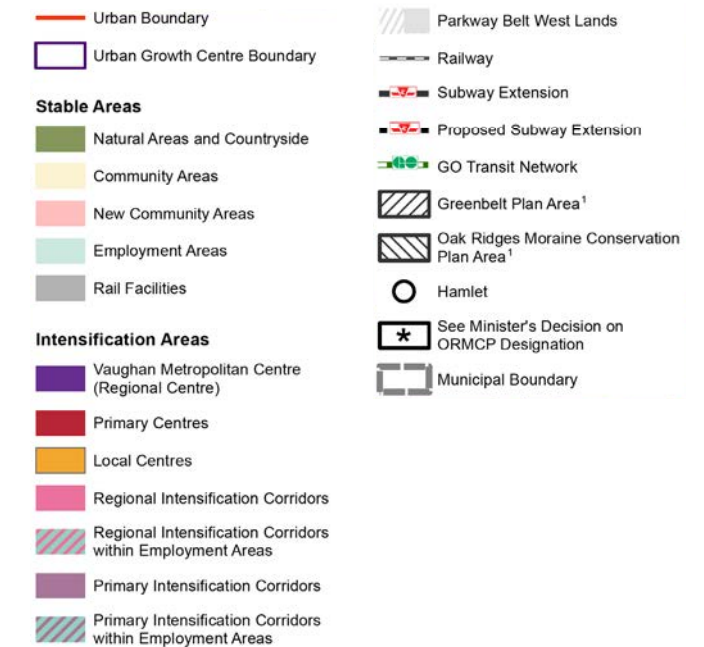 Urban Boundary
Urban Growth Centre Boundary
Stable Areas
Natural Areas and Countryside
Community Areas
New Community Areas
Employment Areas
Rail Facilities
Intensification Areas
Vaughan Metropolitan Centre
(Regional Centre)
Primary Centres
Local Centres
Regional Intensification Corridors
Regional Intensification Corridors
within Employment Areas
Primary Intensification Corridors
Primary Intensification Corridors
within Employment Areas
Parkway Belt West Lands
Railway
Subway Extension
Proposed Subway Extension
GO GO Transit Network
Greenbelt Plan Area¹
Oak Ridges Moraine Conservation
Plan Area¹
Hamlet
* See Minister's Decision on
ORMCP Designation
Municipal Boundary